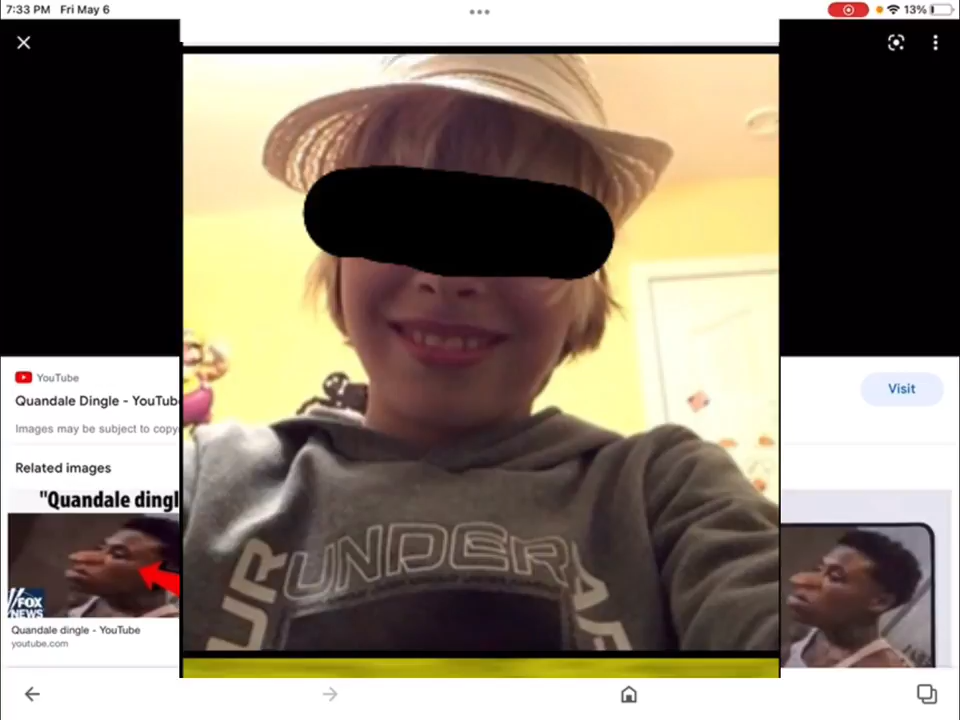 7:33 PM Fri May 6
13%
YouTube
Quandale Dingle - YouTub
Images may be subject to copy
Visit
Related images
"Quandale dingl
FOX
NEWS
Quandale dingle - YouTube
youtube.com
UNDER
UR